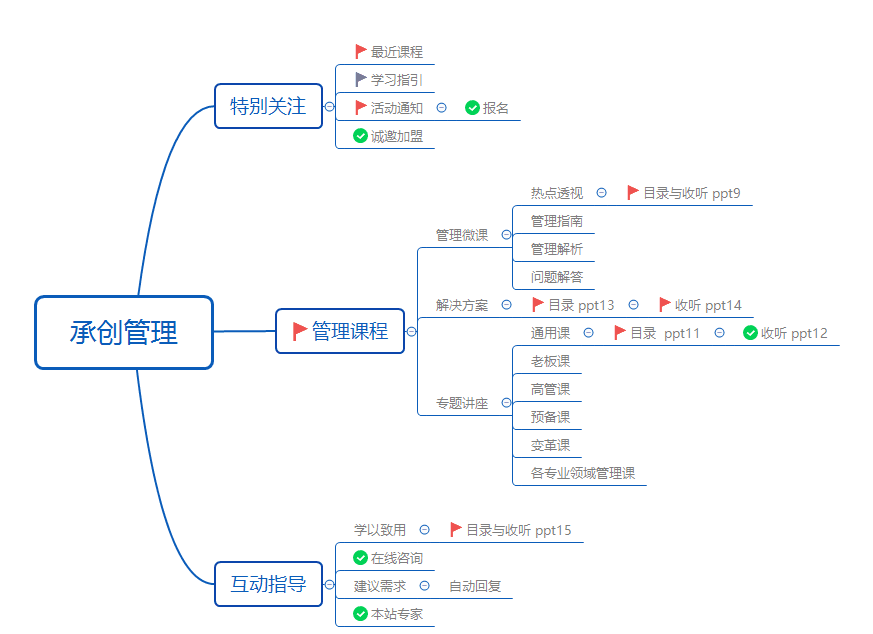 承创管理
特别关注
最近课程
学习指引
活动通知
报名
诚邀加盟
管理课程
管理微课
热点透视
目录与收听 ppt9
管理指南
管理解析
问题解答
解决方案
目录 ppt13
收听 ppt14
专题讲座
通用课
目录  ppt11
收听 ppt12
老板课
高管课
预备课
变革课
各专业领域管理课
互动指导
学以致用
目录与收听 ppt15
在线咨询
建议需求
自动回复
本站专家